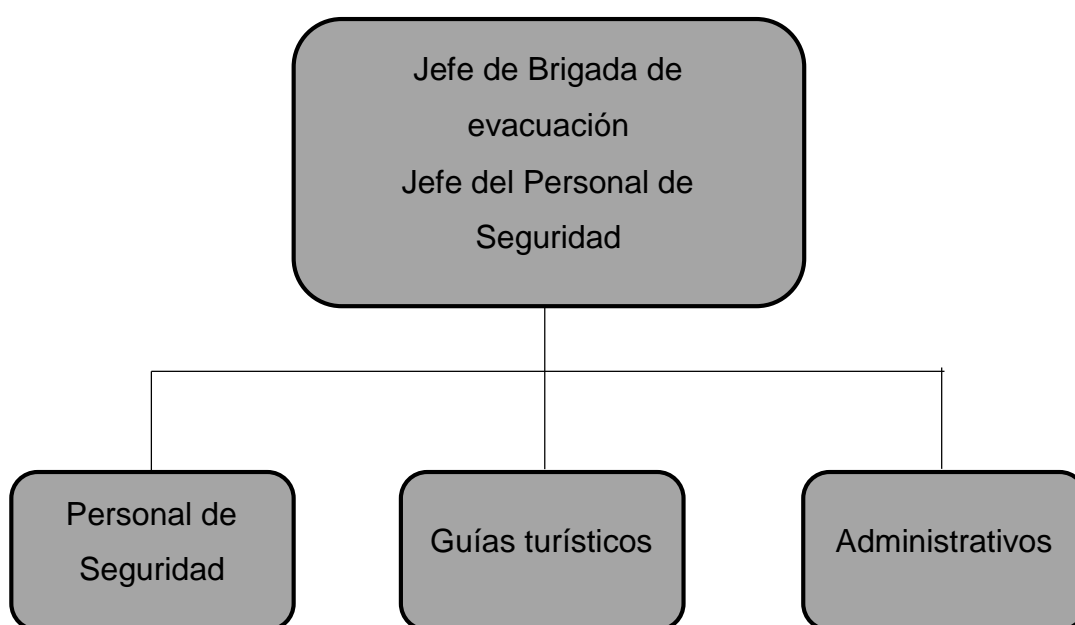 Jefe de Brigada de
evacuación
Jefe del Personal de
Seguridad
Personal de
Seguridad
Guías turísticos
Administrativos